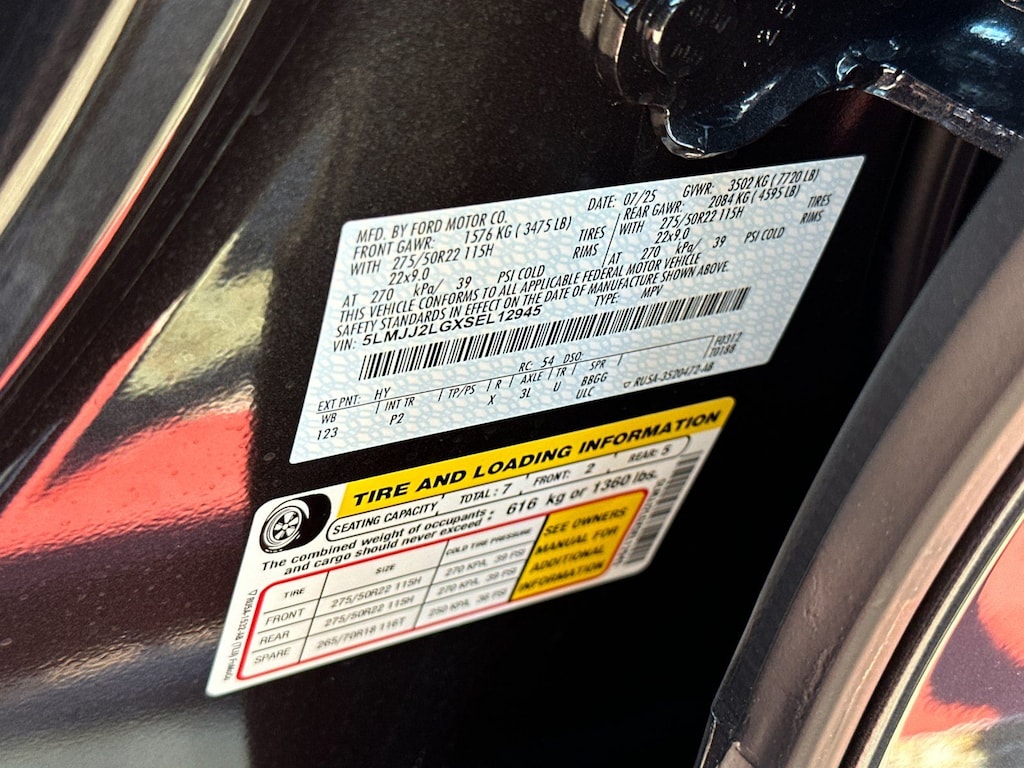 MFD. BY FORD MOTOR CO.
DATE: 07/25 GVWR: 3502 KG ( 7720 LB)
FRONT GAWR: 1576 KG ( 3475 LB) REAR GAWR: 2084 KG ( 4595 LB)
WITH 275/50R22 115H TIRES WITH 275/50R22 115H TIRES
22x9.0 RIMS 22x9.0 RIMS
AT 270 kPa/ 39 PSI COLD AT 270 kPa/ 39 PSI COLD
THIS VEHICLE CONFORMS TO ALL APPLICABLE FEDERAL MOTOR VEHICLE
SAFETY STANDARDS IN EFFECT ON THE DATE OF MANUFACTURE SHOWN ABOVE.
VIN: 5LMJJ2LGXSEL12945 TYPE: MPV
EXT PNT: HY RC: 54 DSO: F0312
WB INT TR TP/PS R AXLE TR SPR T0188
123 P2 X 3L U BBGG
ULC ▽ RU5A-3520472-AB
TIRE AND LOADING INFORMATION
SEATING CAPACITY TOTAL: 7 FRONT: 2 REAR: 5
The combined weight of occupants
and cargo should never exceed : 616 kg or 1360 lbs.
TIRE SIZE COLD TIRE PRESSURE
FRONT 275/50R22 115H 270 KPA, 39 PSI
REAR 275/50R22 115H 270 KPA, 39 PSI
SPARE 265/70R18 116T 250 KPA, 36 PSI
SEE OWNERS
MANUAL FOR
ADDITIONAL
INFORMATION